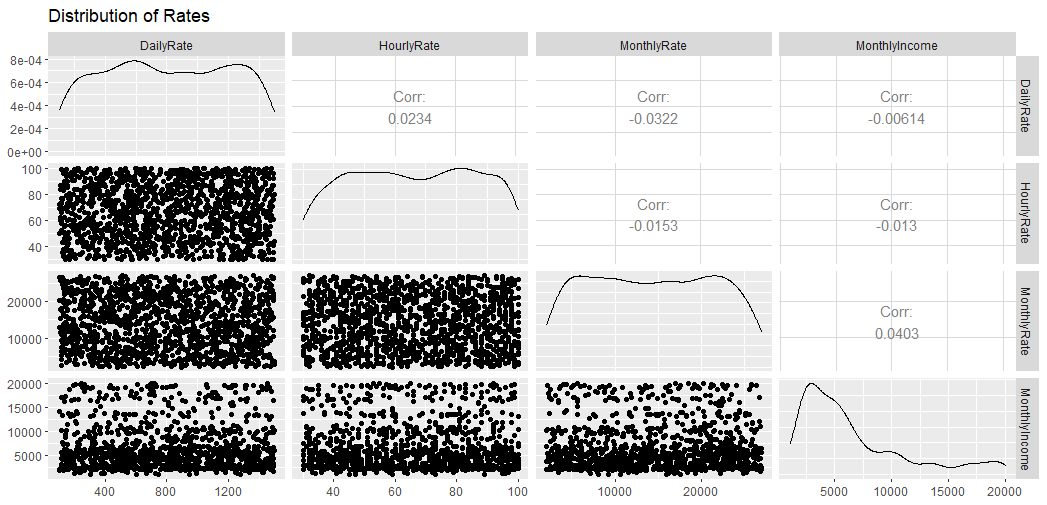 Distribution of Rates
DailyRate HourlyRate MonthlyRate MonthlyIncome
8e-04
6e-04
4e-04
2e-04
0e+00
Corr:
0.0234
Corr:
-0.0322
Corr:
-0.00614
DailyRate
100
80
60
40
Corr:
-0.0153
Corr:
-0.013
HourlyRate
20000
10000
Corr:
0.0403
MonthlyRate
20000
15000
10000
5000
MonthlyIncome
400 800 1200 40 60 80 100 10000 20000 5000 10000 15000 20000